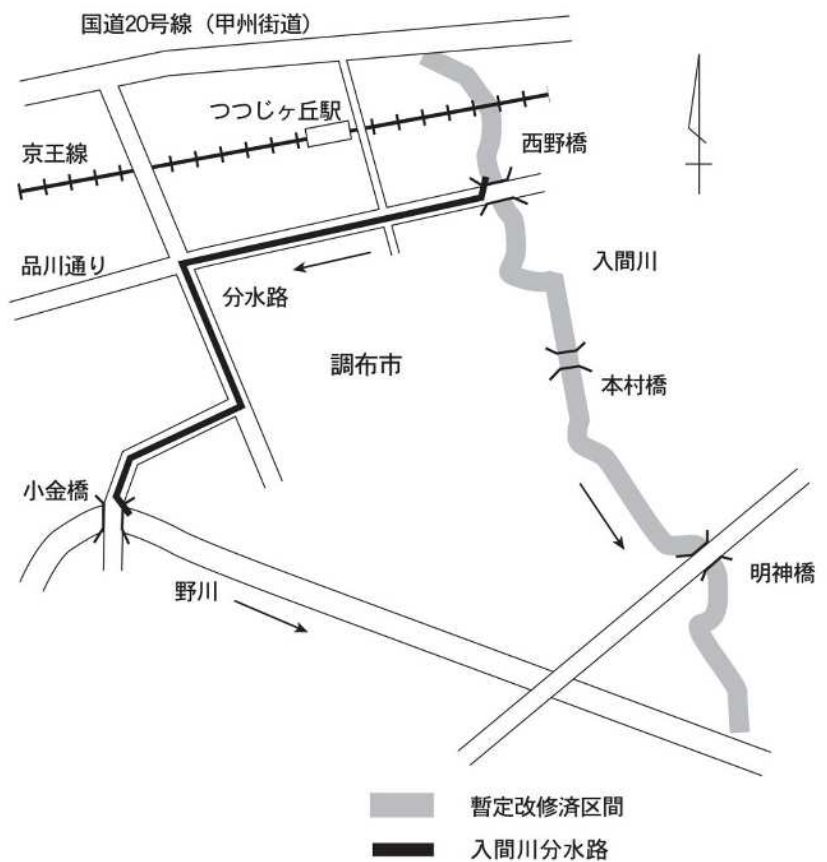 国道20号線（甲州街道）
つつじヶ丘駅
京王線
西野橋
品川通り
入間川
分水路
調布市
本村橋
小金橋
明神橋
野川
暫定改修済区間
入間川分水路